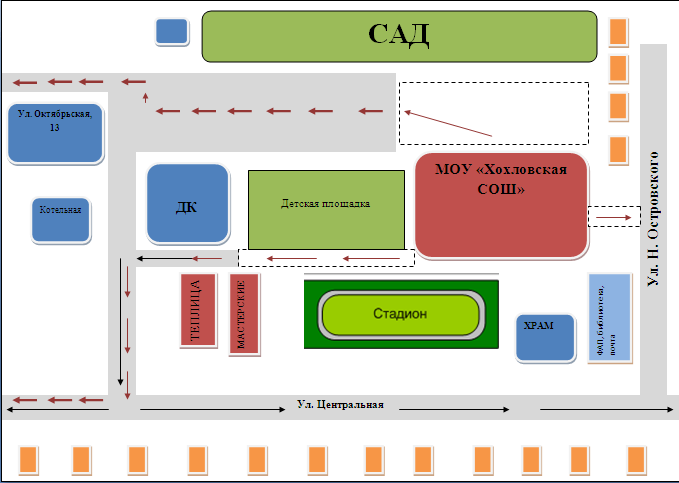 САД
Ул. Октябрьская,
13
МОУ «Хохловская
СОШ»
Ул. Н. Островского
ДК
Детская площадка
Котельная
ТЕПЛИЦА
МАСТЕРСКИЕ
Стадион
ХРАМ
ФАП, библиотека,
почта
Ул. Центральная